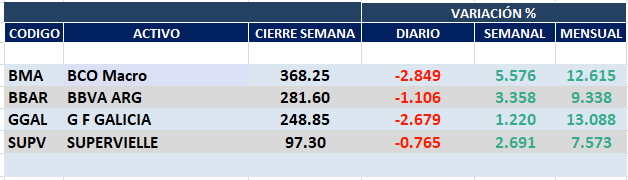 VARIACIÓN %
CODIGO ACTIVO CIERRE SEMANA DIARIO SEMANAL MENSUAL
BMA BCO Macro 368.25 -2.849 5.576 12.615
BBAR BBVA ARG 281.60 -1.106 3.358 9.338
GGAL G F GALICIA 248.85 -2.679 1.220 13.088
SUPV SUPERVIELLE 97.30 -0.765 2.691 7.573